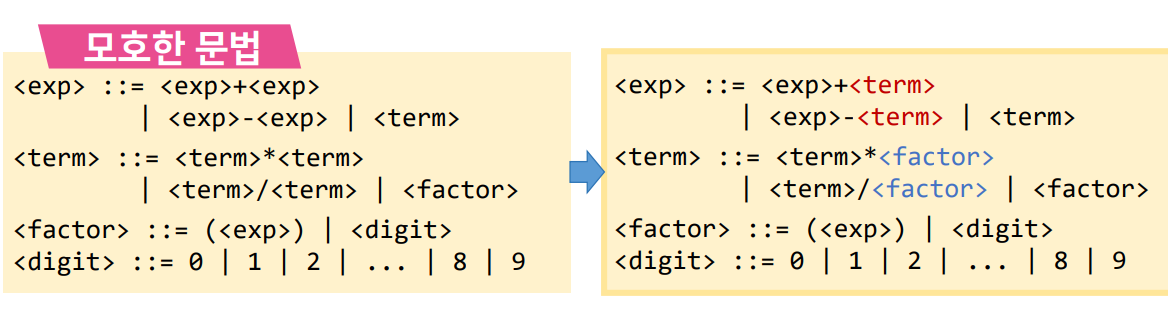 모호한 문법
<exp> ::= <exp>+<exp>
| <exp>-<exp> | <term>
<term> ::= <term>*<term>
| <term>/<term> | <factor>
<factor> ::= (<exp>) | <digit>
<digit> ::= 0 | 1 | 2 | ... | 8 | 9
<exp> ::= <exp>+<term>
| <exp>-<term> | <term>
<term> ::= <term>*<factor>
| <term>/<factor> | <factor>
<factor> ::= (<exp>) | <digit>
<digit> ::= 0 | 1 | 2 | ... | 8 | 9